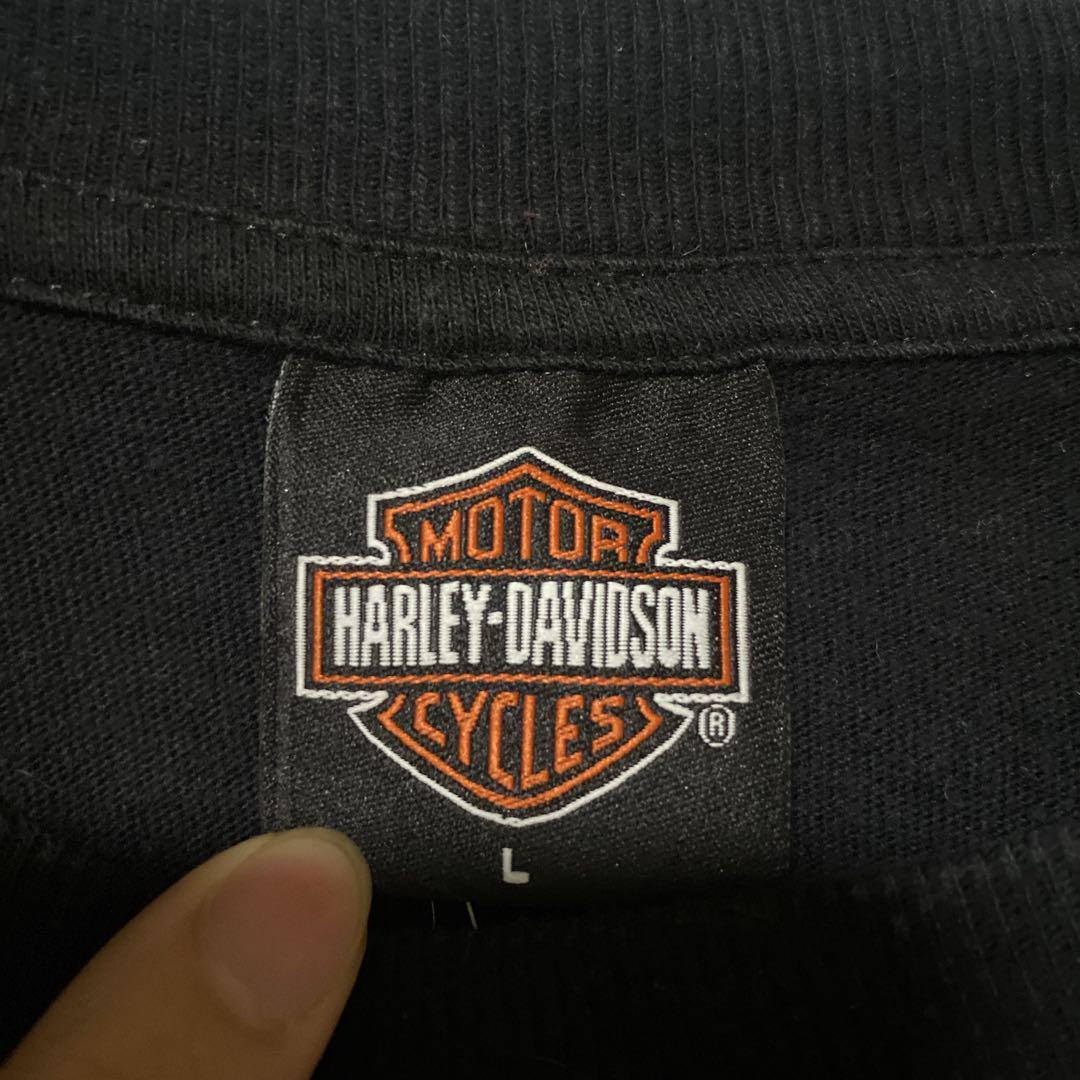 MOTOR
HARLEY-DAVIDSON
CYCLES
®
L